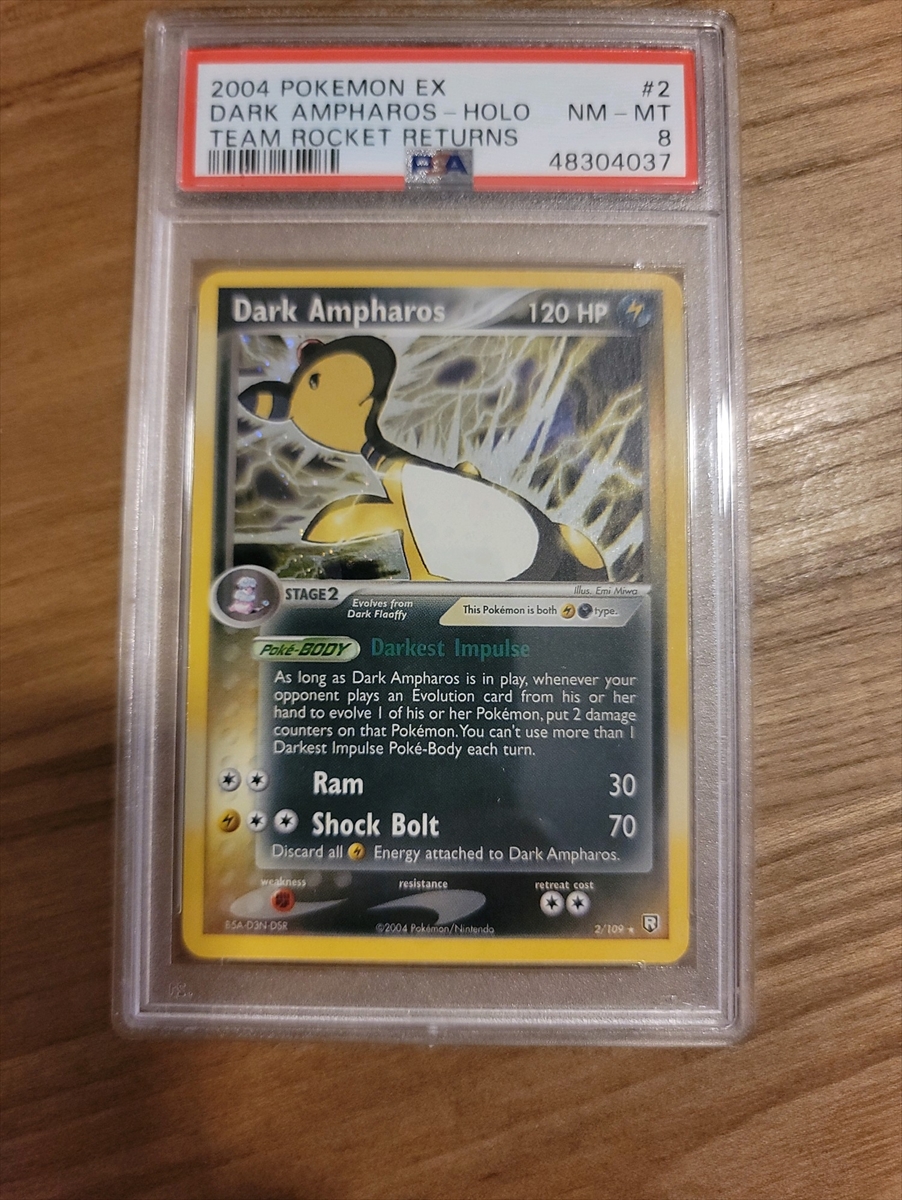 2004 POKEMON EX #2
DARK AMPHAROS - HOLO NM - MT
TEAM ROCKET RETURNS 8
PSA 48304037
Dark Ampharos 120 HP
Illus. Emi Miwa
STAGE 2
Evolves from
Dark Flaaffy
This Pokémon is both type.
Poké-BODY Darkest Impulse
As long as Dark Ampharos is in play, whenever your
opponent plays an Evolution card from his or her
hand to evolve 1 of his or her Pokémon, put 2 damage
counters on that Pokémon. You can't use more than 1
Darkest Impulse Poké-Body each turn.
Ram 30
Shock Bolt 70
Discard all Energy attached to Dark Ampharos.
weakness resistance retreat cost
BSA-D3N-DSR ©2004 Pokémon/Nintendo 2/109 ★ R